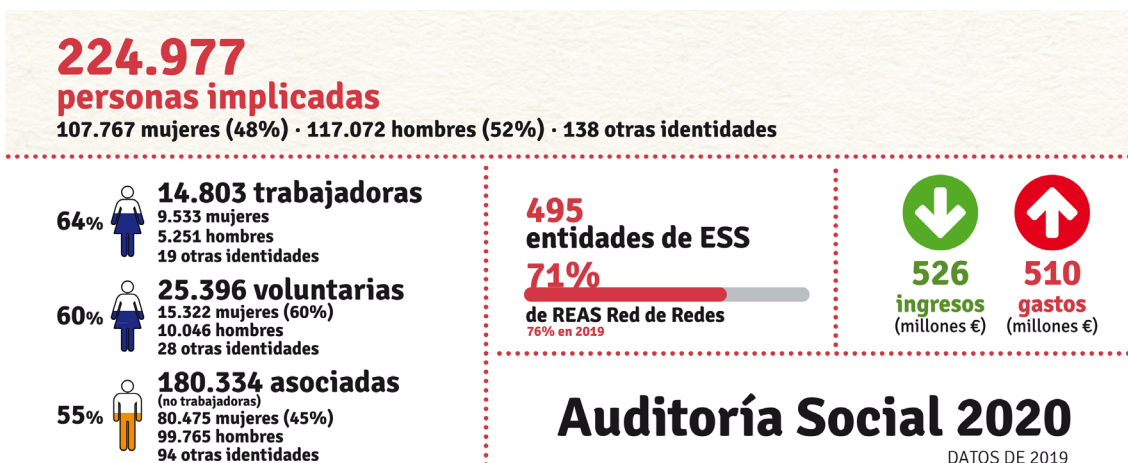 224.977
personas implicadas
107.767 mujeres (48%) · 117.072 hombres (52%) · 138 otras identidades
64%
14.803 trabajadoras
9.533 mujeres
5.251 hombres
19 otras identidades
60%
25.396 voluntarias
15.322 mujeres (60%)
10.046 hombres
28 otras identidades
55%
180.334 asociadas
(no trabajadoras)
80.475 mujeres (45%)
99.765 hombres
94 otras identidades
495
entidades de ESS
71%
de REAS Red de Redes
76% en 2019
526
ingresos
(millones €)
510
gastos
(millones €)
Auditoría Social 2020
DATOS DE 2019